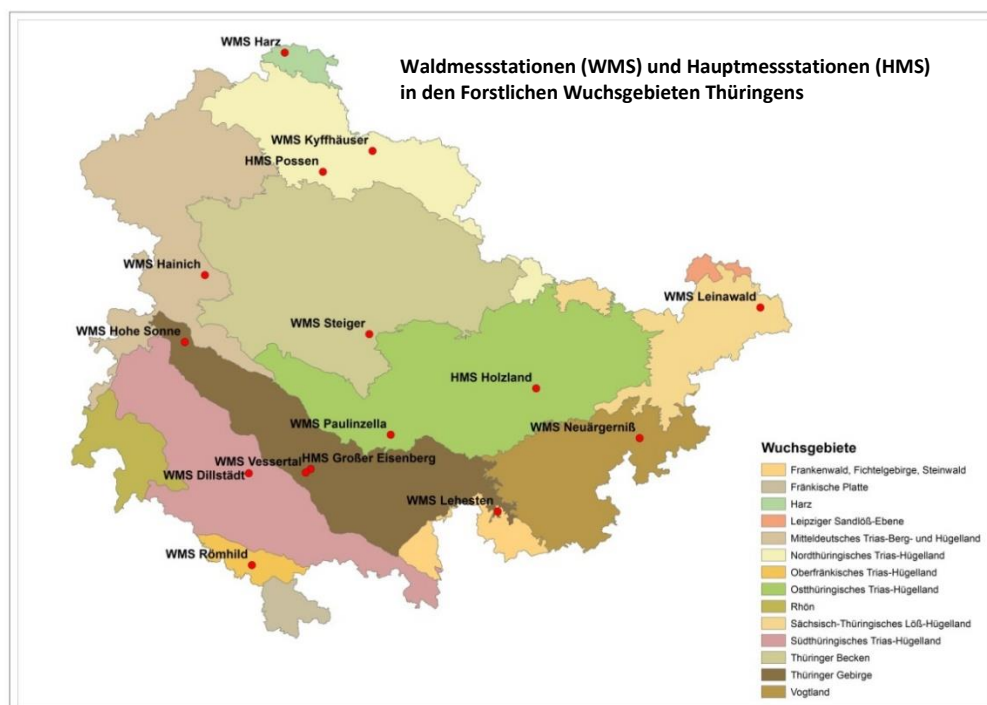 WMS Harz
Waldmessstationen (WMS) und Hauptmessstationen (HMS)
in den Forstlichen Wuchsgebieten Thüringens
WMS Kyffhäuser
HMS Possen
WMS Hainich
WMS Leinawald
WMS Hohe Sonne
WMS Steiger
HMS Holzland
WMS Paulinzella
WMS Neuärgerniß
WMS Vessertal
HMS Großer Eisenberg
WMS Dillstädt
WMS Lehesten
WMS Römhild
Wuchsgebiete
Frankenwald, Fichtelgebirge, Steinwald
Fränkische Platte
Harz
Leipziger Sandlöß-Ebene
Mitteldeutsches Trias-Berg- und Hügelland
Nordthüringisches Trias-Hügelland
Oberfränkisches Trias-Hügelland
Ostthüringisches Trias-Hügelland
Rhön
Sächsisch-Thüringisches Löß-Hügelland
Südthüringisches Trias-Hügelland
Thüringer Becken
Thüringer Gebirge
Vogtland